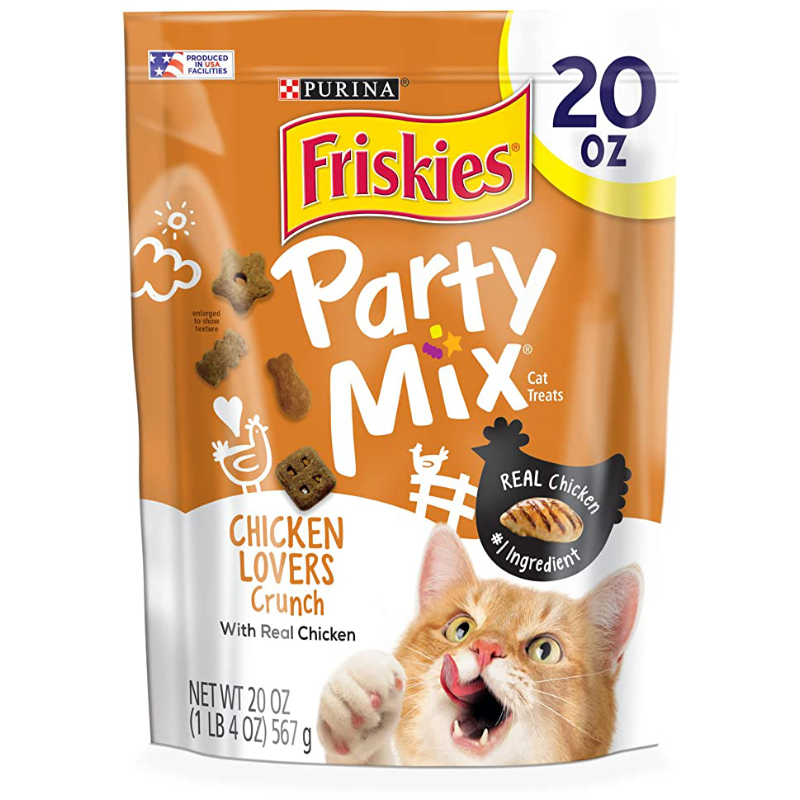 PRODUCED
IN USA
FACILITIES
PURINA®
Friskies®
20
OZ
Party
Mix®
Cat
Treats
enlarged
to show
texture
REAL Chicken
#1 Ingredient
CHICKEN
LOVERS
Crunch
With Real Chicken
NET WT 20 OZ
(1 LB 4 OZ) 567 g